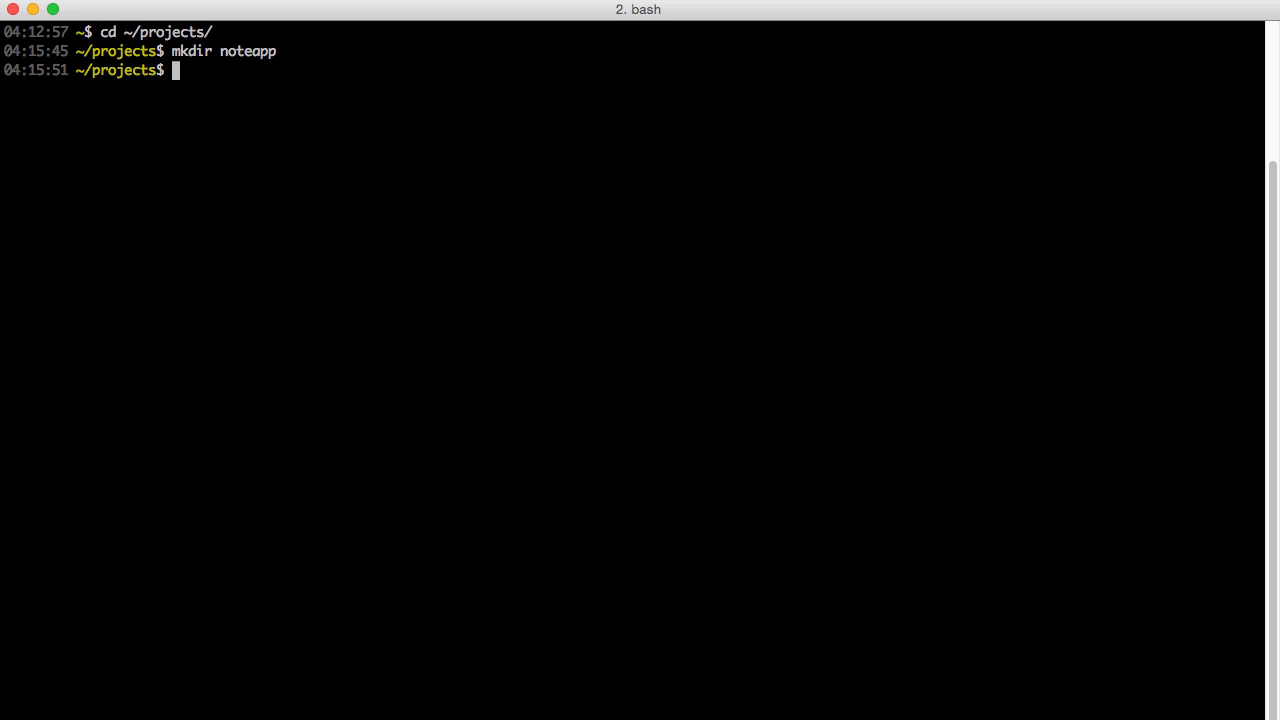 2. bash
04:12:57 ~$ cd ~/projects/
04:15:45 ~/projects$ mkdir noteapp
04:15:51 ~/projects$